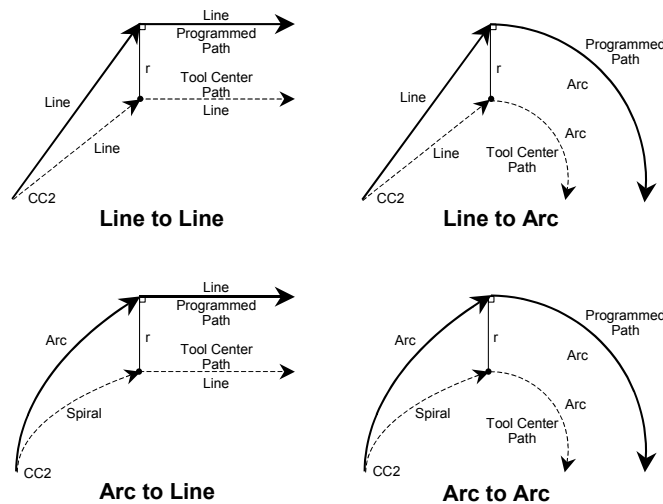 Line
Programmed
Path
r
Tool Center
Path
Line
Line
Line
CC2
Line to Line
Programmed
Path
Arc
r
Line
Arc
Line
Tool Center
Path
CC2
Line to Arc
Line
Programmed
Path
Arc
r
Tool Center
Path
Line
Spiral
CC2
Arc to Line
Programmed
Path
Arc
r
Arc
Arc
Spiral
Tool Center
Path
CC2
Arc to Arc